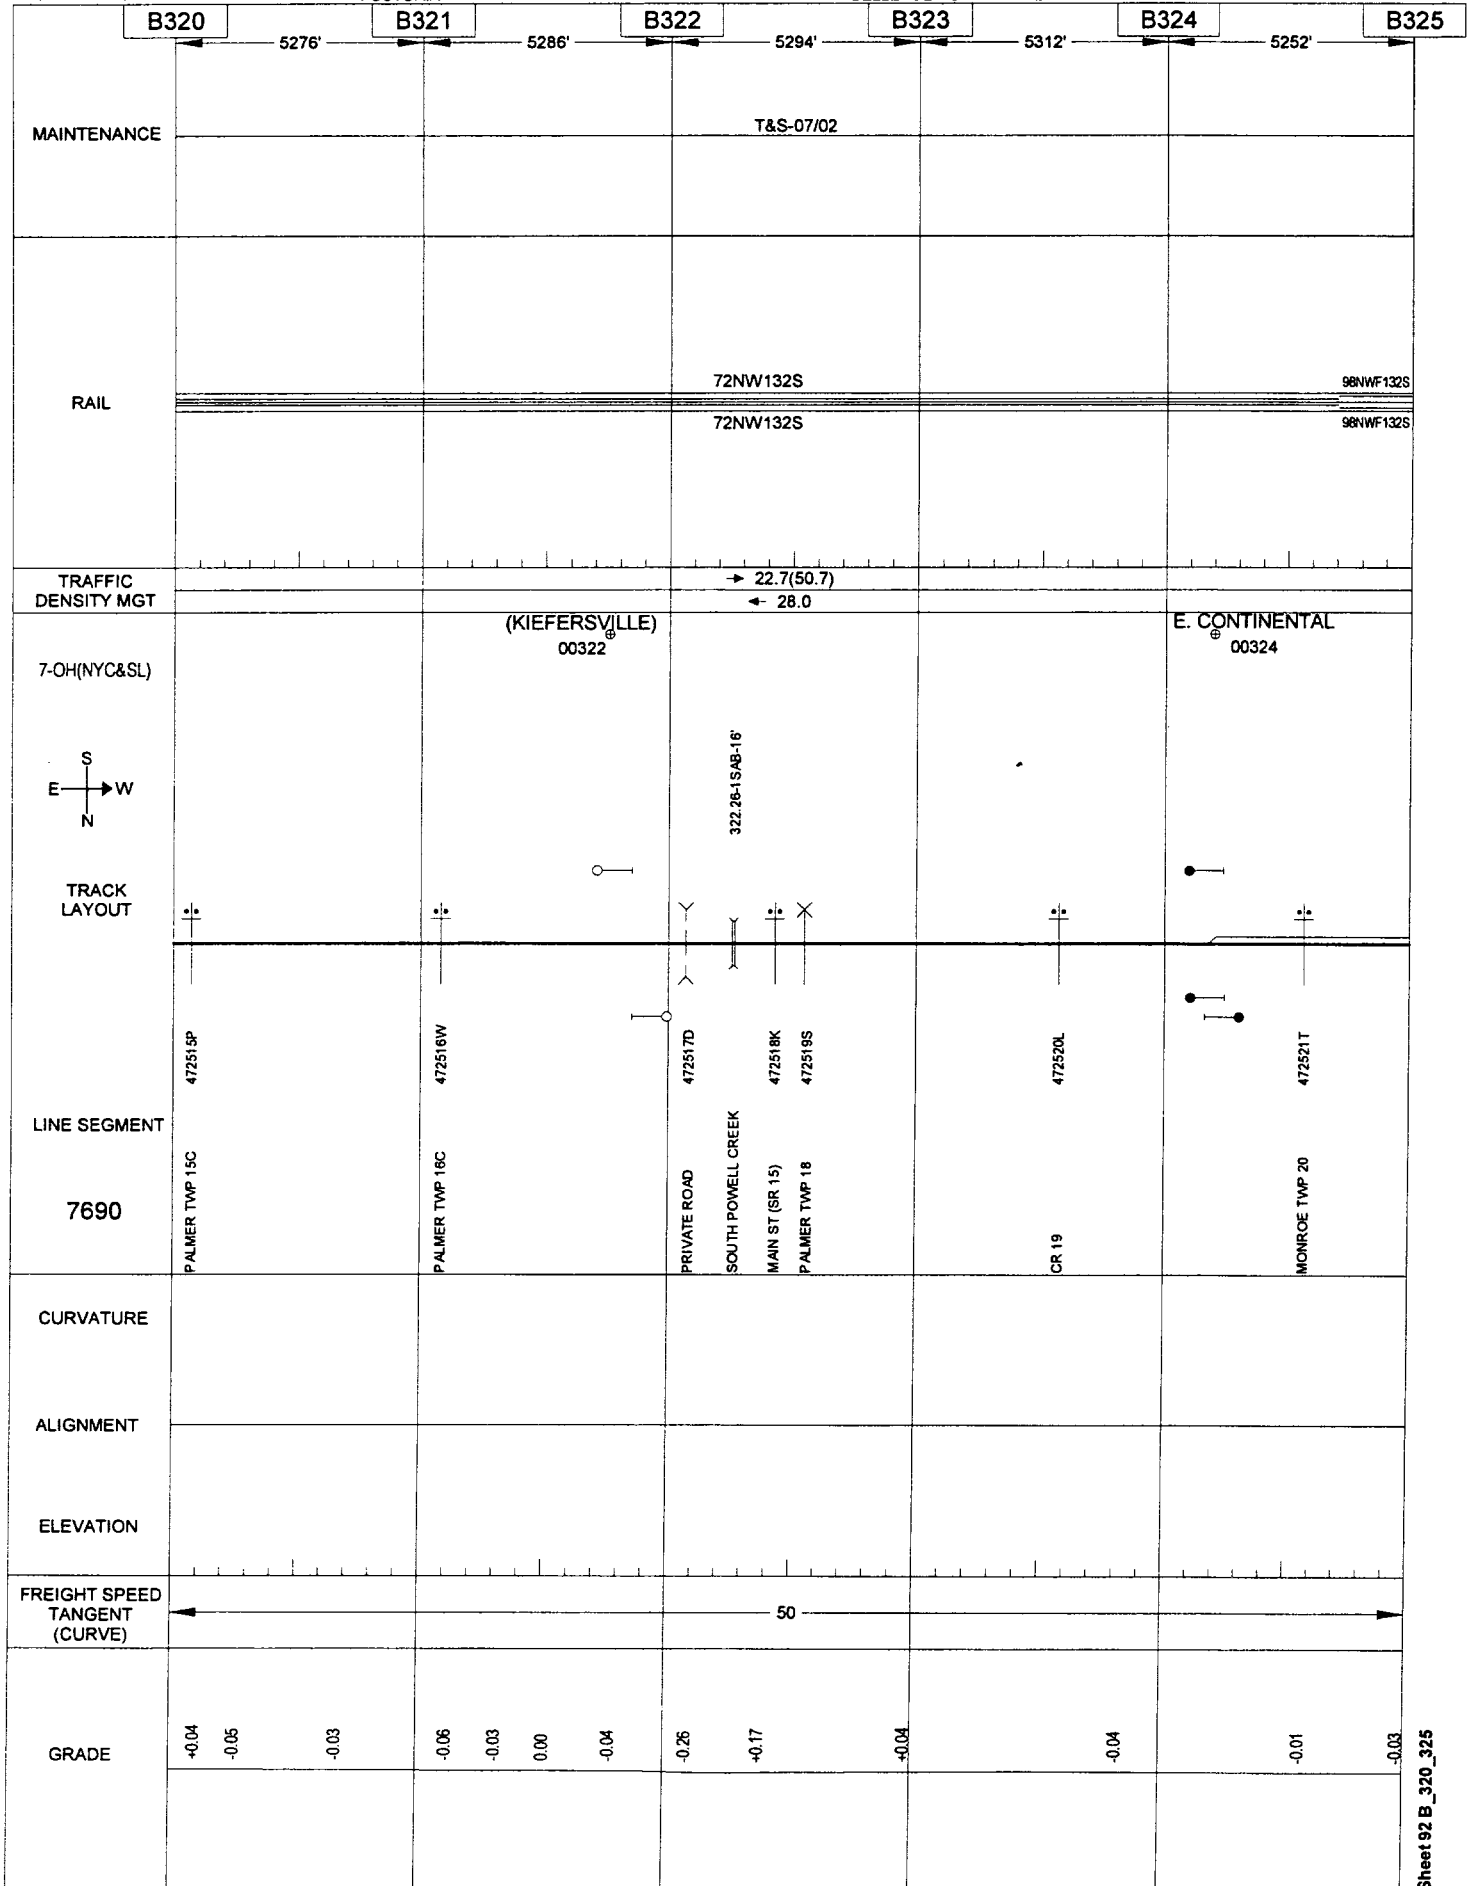 B320 B321 B322 B323 B324 B325
5276' 5286' 5294' 5312' 5252'
MAINTENANCE
T&S-07/02
RAIL
72NW132S 98NWF132S
72NW132S 98NWF132S
TRAFFIC
DENSITY MGT
22.7(50.7)
28.0
(KIEFERSVILLE)
00322
E. CONTINENTAL
00324
7-OH(NYC&SL)
S
E W
N
322.26-1SAB-16'
TRACK
LAYOUT
472515P
472516W
472517D
472518K
472519S
472520L
472521T
LINE SEGMENT
7690
PALMER TWP 15C
PALMER TWP 16C
PRIVATE ROAD
SOUTH POWELL CREEK
MAIN ST (SR 15)
PALMER TWP 18
CR 19
MONROE TWP 20
CURVATURE
ALIGNMENT
ELEVATION
FREIGHT SPEED
TANGENT
(CURVE)
50
GRADE
+0.04
-0.05
-0.03
-0.06
-0.03
0.00
-0.04
-0.26
+0.17
+0.04
-0.04
-0.01
-0.03
Sheet 92 B_320_325